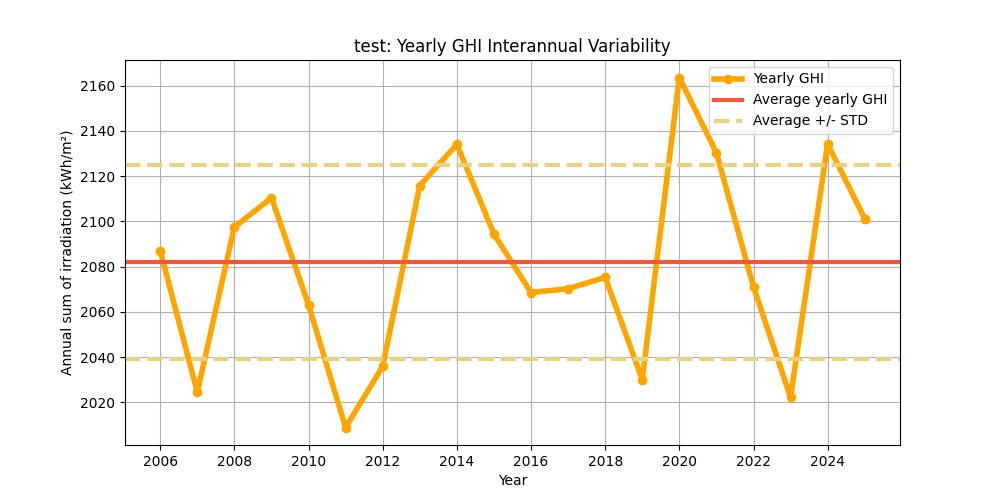 test: Yearly GHI Interannual Variability
Yearly GHI
Average yearly GHI
Average +/- STD
Annual sum of irradiation (kWh/m²)
2160
2140
2120
2100
2080
2060
2040
2020
2006 2008 2010 2012 2014 2016 2018 2020 2022 2024
Year